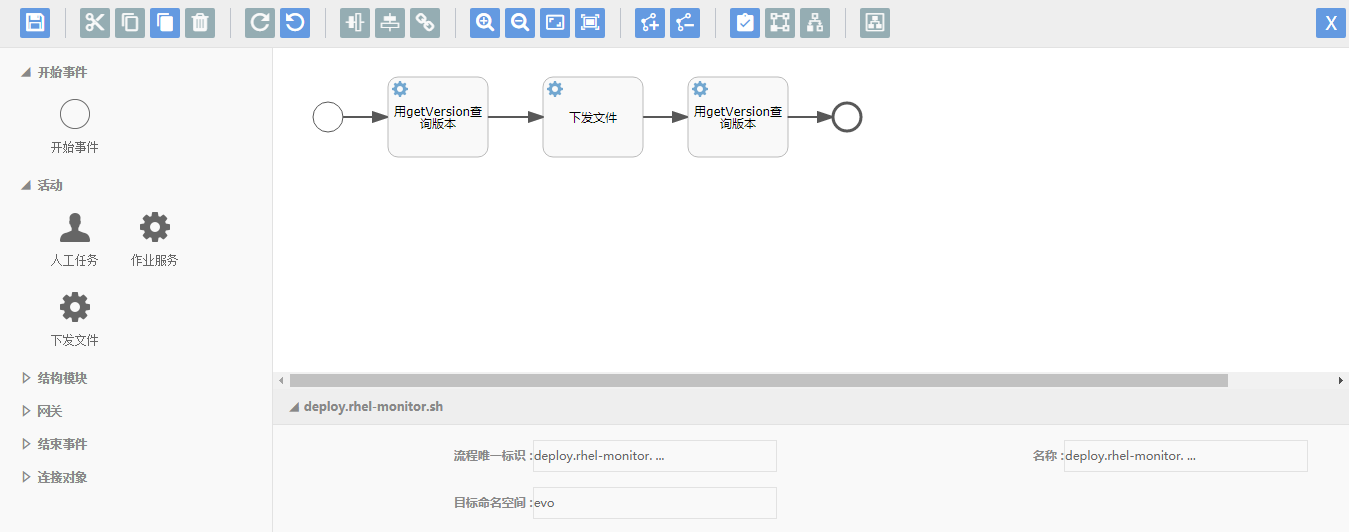 X
开始事件
开始事件
活动
人工任务
作业服务
下发文件
结构模块
网关
结束事件
连接对象
用getVersion查
询版本
下发文件
用getVersion查
询版本
deploy.rhel-monitor.sh
流程唯一标识 :deploy.rhel-monitor. ...
名称 :deploy.rhel-monitor. ...
目标命名空间 :evo